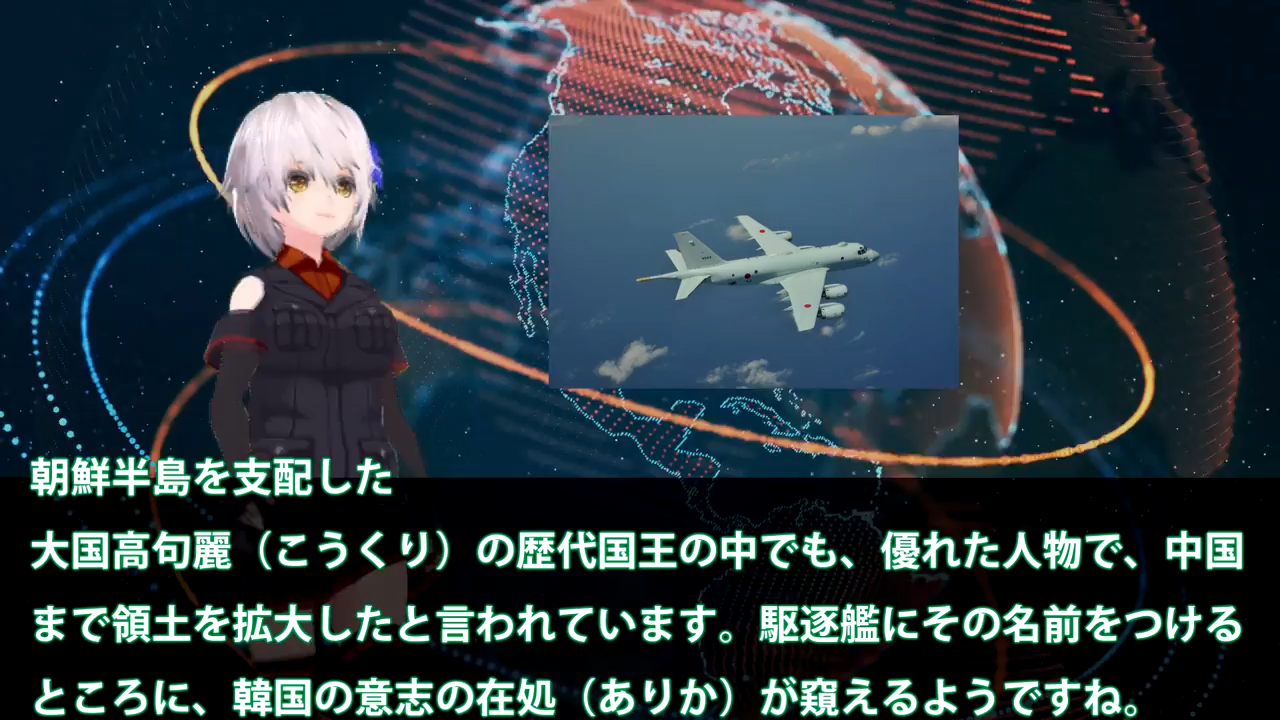 朝鮮半島を支配した
大国高句麗（こうくり）の歴代国王の中でも、優れた人物で、中国
まで領土を拡大したと言われています。駆逐艦にその名前をつける
ところに、韓国の意志の在処（ありか）が窺えるようですね。